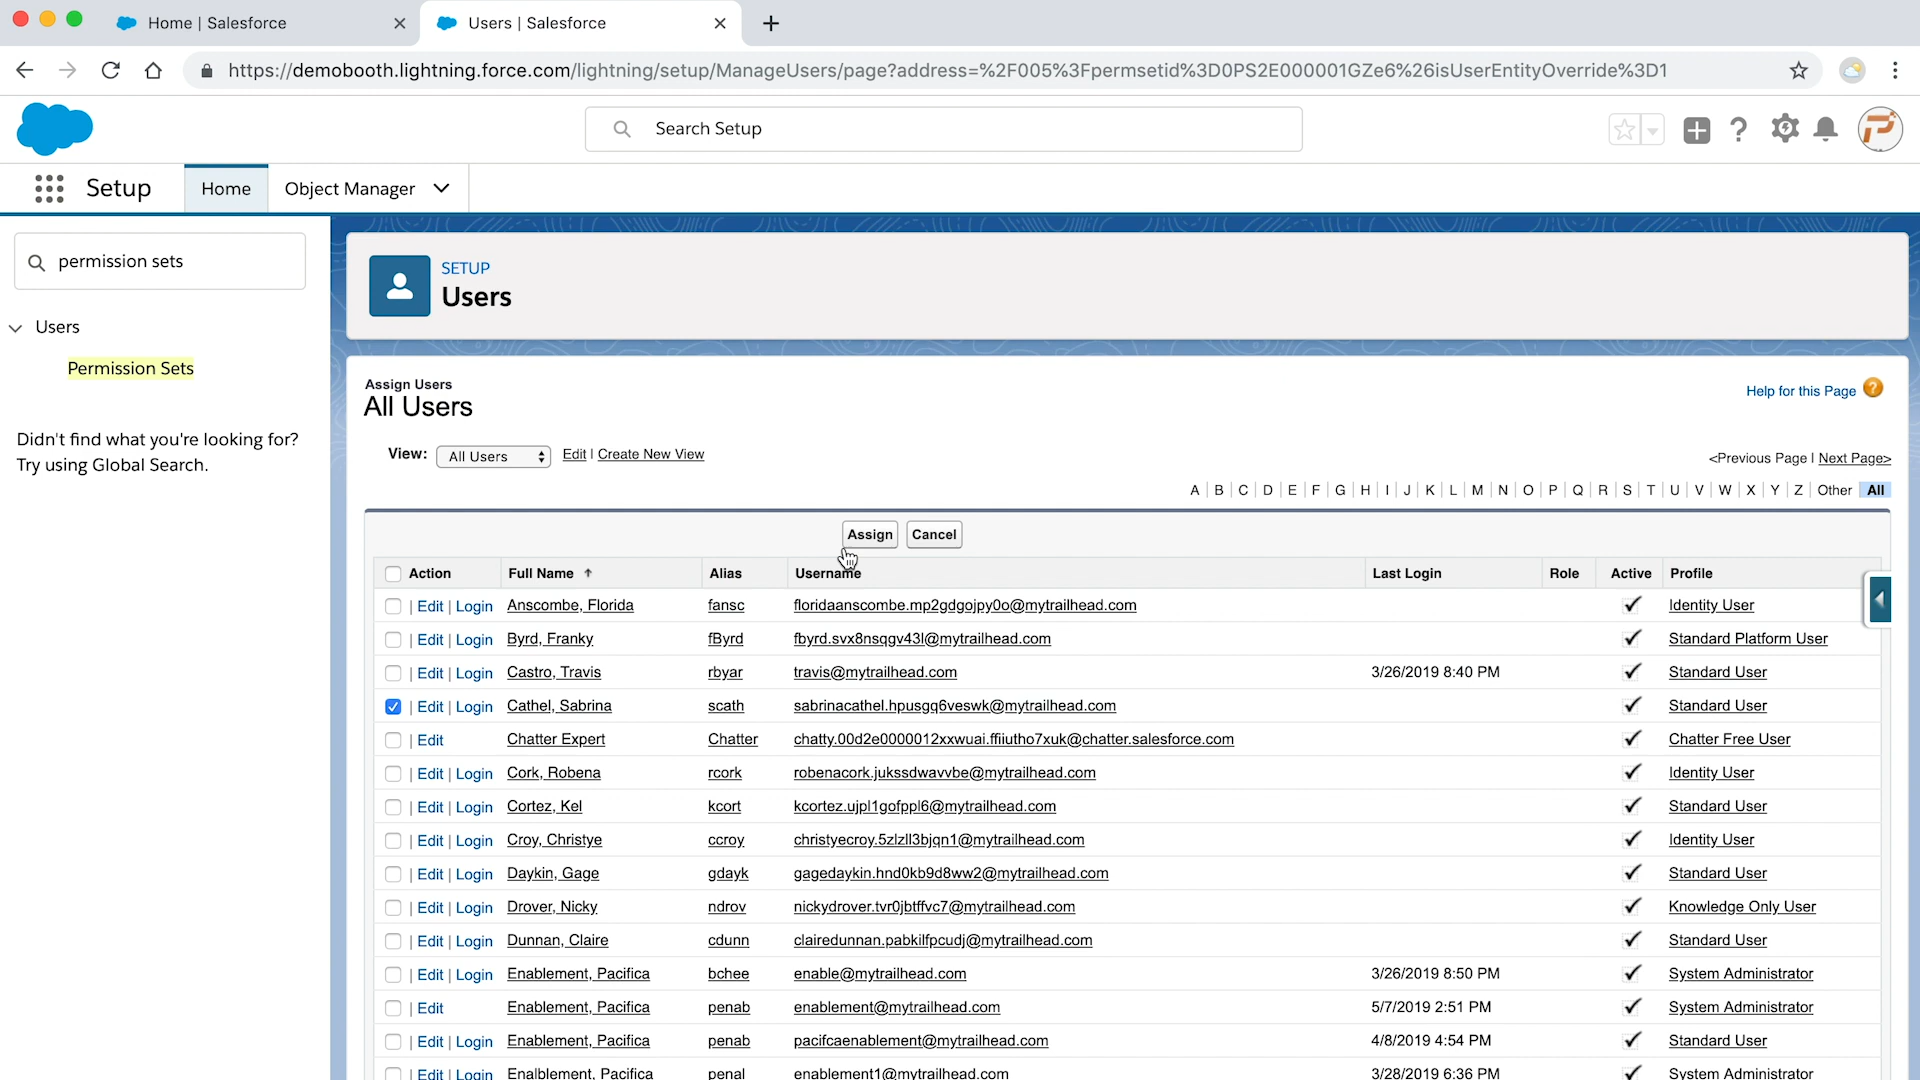 Home | Salesforce
Users | Salesforce
https://demobooth.lightning.force.com/lightning/setup/ManageUsers/page?address=%2F005%3Fpermsetid%3D0PS2E000001GZe6%26isUserEntityOverride%3D1
Search Setup
Setup
Home
Object Manager
permission sets
Users
Permission Sets
Didn't find what you're looking for?
Try using Global Search.
SETUP
Users
Assign Users
All Users
Help for this Page ?
View: All Users Edit | Create New View
<Previous Page | Next Page>
A | B | C | D | E | F | G | H | I | J | K | L | M | N | O | P | Q | R | S | T | U | V | W | X | Y | Z | Other | All
Assign Cancel
Action Full Name Alias Username Last Login Role Active Profile
| Edit | Login Anscombe, Florida fansc floridaanscombe.mp2gdgojpy0o@mytrailhead.com Identity User
| Edit | Login Byrd, Franky fByrd fbyrd.svx8nsqgv43l@mytrailhead.com Standard Platform User
| Edit | Login Castro, Travis rbyar travis@mytrailhead.com 3/26/2019 8:40 PM Standard User
| Edit | Login Cathel, Sabrina scath sabrinacathel.hpusgq6veswk@mytrailhead.com Standard User
| Edit Chatter Expert Chatter chatty.00d2e0000012xxwuai.ffiiutho7xuk@chatter.salesforce.com Chatter Free User
| Edit | Login Cork, Robena rcork robenacork.jukssdwavvbe@mytrailhead.com Identity User
| Edit | Login Cortez, Kel kcort kcortez.ujpl1gofppl6@mytrailhead.com Standard User
| Edit | Login Croy, Christye ccroy christyecroy.5zlzll3bjqn1@mytrailhead.com Identity User
| Edit | Login Daykin, Gage gdayk gagedaykin.hnd0kb9d8ww2@mytrailhead.com Standard User
| Edit | Login Drover, Nicky ndrov nickydrover.tvr0jbtffvc7@mytrailhead.com Knowledge Only User
| Edit | Login Dunnan, Claire cdunn clairedunnan.pabkilfpcudj@mytrailhead.com Standard User
| Edit | Login Enablement, Pacifica bchee enable@mytrailhead.com 3/26/2019 8:50 PM System Administrator
| Edit Enablement, Pacifica penab enablement@mytrailhead.com 5/7/2019 2:51 PM System Administrator
| Edit | Login Enablement, Pacifica penab pacifcaenablement@mytrailhead.com 4/8/2019 4:54 PM Standard User
| Edit | Login Enalblement, Pacifica penal enablement1@mytrailhead.com 3/28/2019 6:36 PM System Administrator